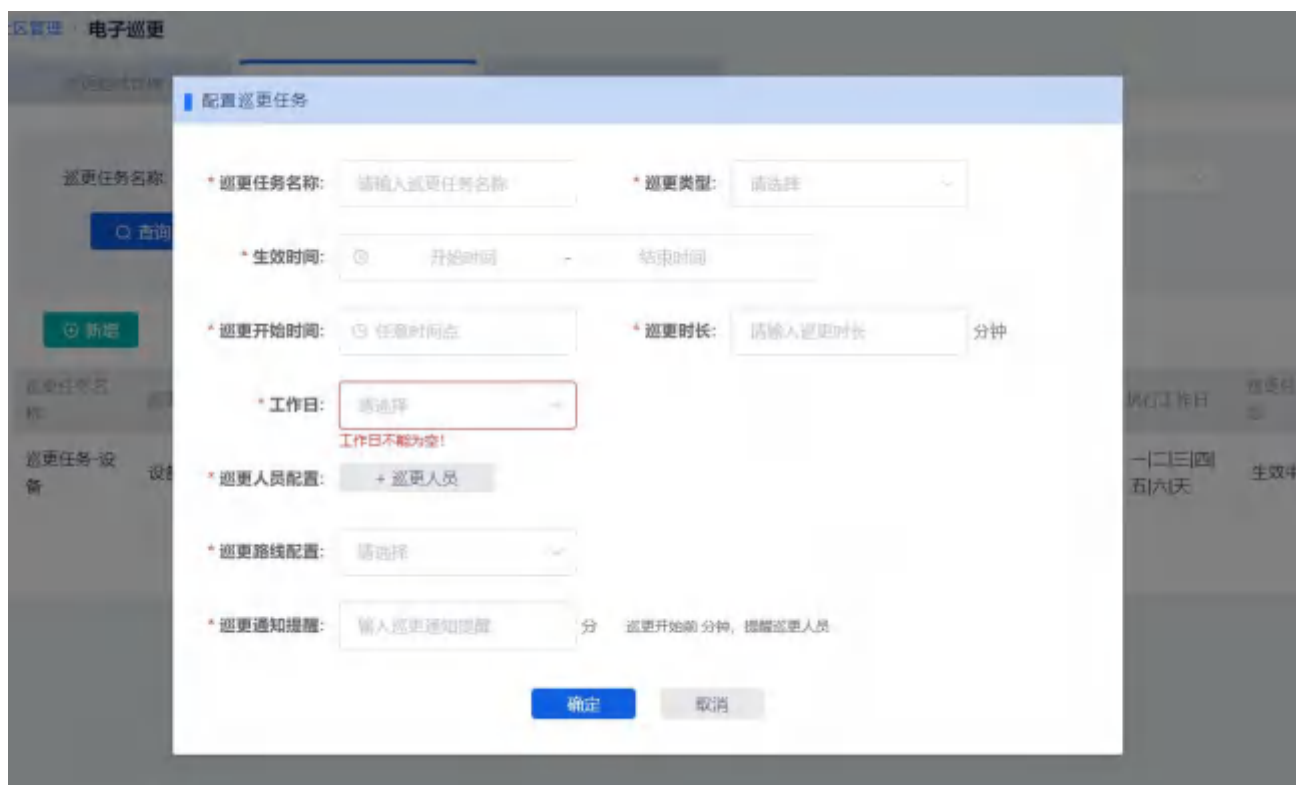 区管理 电子巡更
配置巡更任务
巡更任务名称
* 巡更任务名称: 请输入巡更任务名称 * 巡更类型: 请选择
查询
* 生效时间: 开始时间 - 结束时间
新增
* 巡更开始时间: 任意时间点 * 巡更时长: 请输入巡更时长 分钟
巡更任务名
称
执行工作日
* 工作日: 请选择
工作日不能为空!
巡更任务-设
备
设备
一|二|三|四|
五|六|天
生效中
* 巡更人员配置: + 巡更人员
* 巡更路线配置: 请选择
* 巡更通知提醒: 输入巡更通知提醒 分 巡更开始前 分钟, 提醒巡更人员
确定 取消